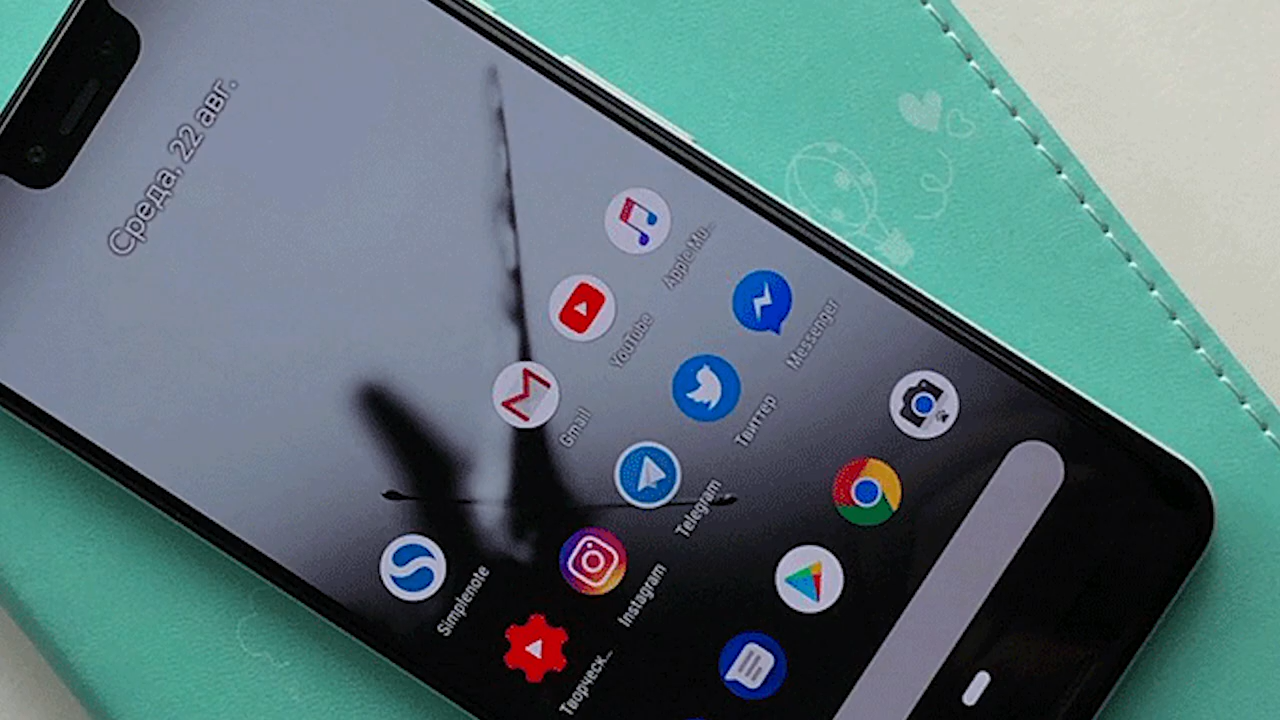 Среда, 22 авг.
Simplenote
Gmail
YouTube
Apple Mu...
Творческ...
Instagram
Telegram
Твиттер
Messenger